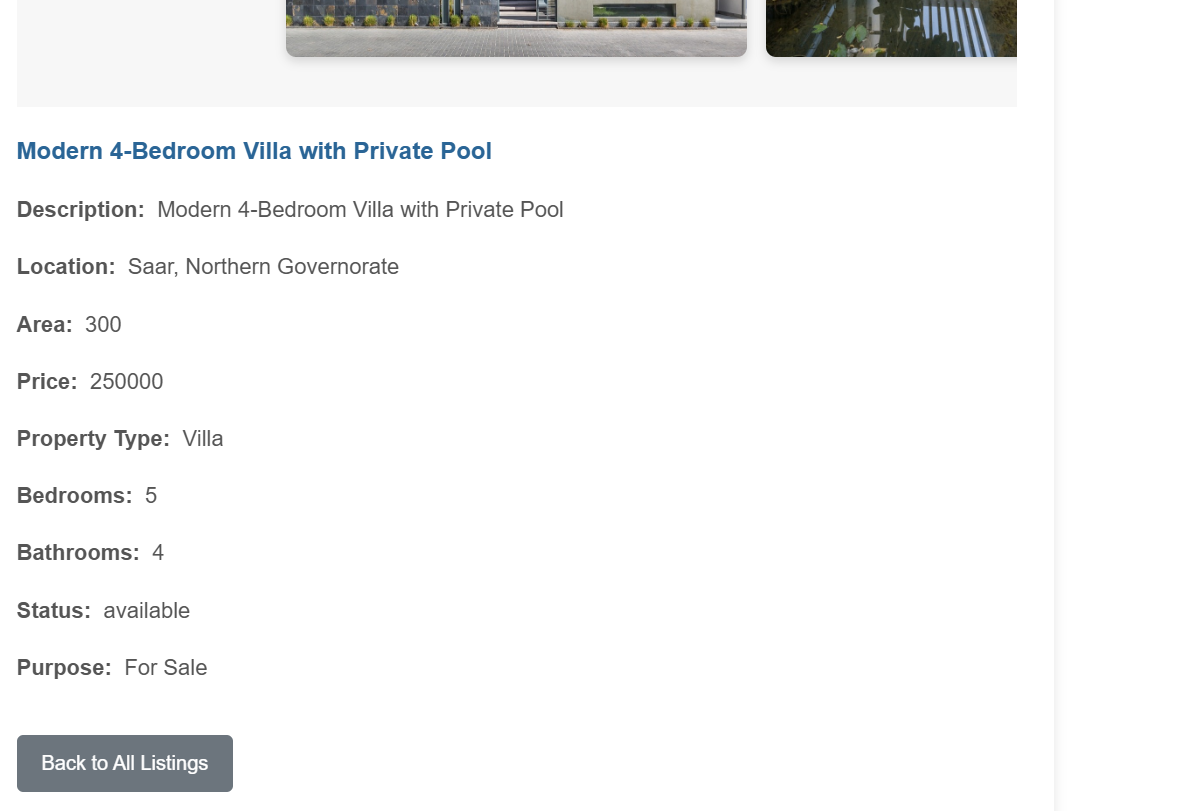 Modern 4-Bedroom Villa with Private Pool
Description: Modern 4-Bedroom Villa with Private Pool
Location: Saar, Northern Governorate
Area: 300
Price: 250000
Property Type: Villa
Bedrooms: 5
Bathrooms: 4
Status: available
Purpose: For Sale
Back to All Listings